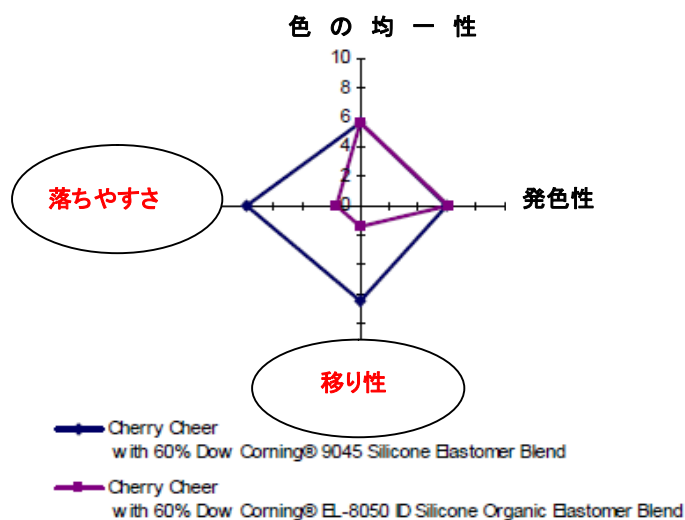 色 の 均 一 性
10
8
6
4
2
0
落ちやすさ
発色性
移り性
Cherry Cheer
with 60% Dow Corning® 9045 Silicone Elastomer Blend
Cherry Cheer
with 60% Dow Corning® EL-8050 ID Silicone Organic Elastomer Blend